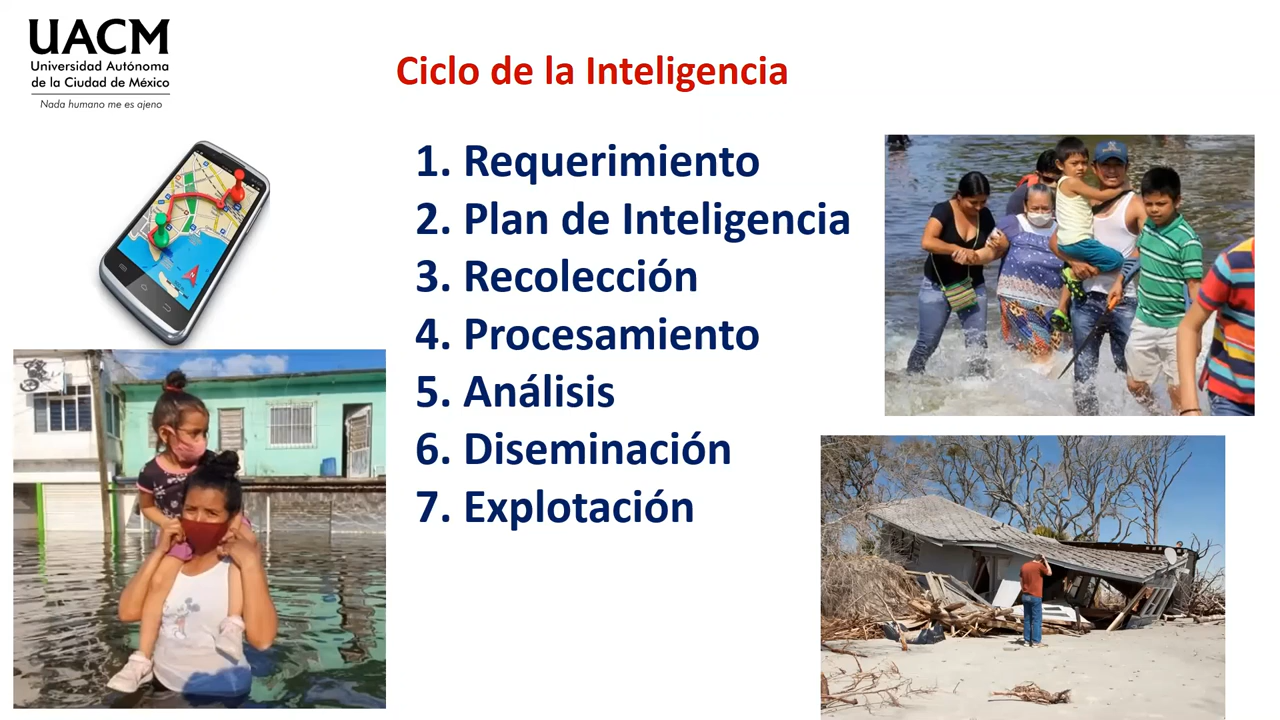 UACM
Universidad Autónoma
de la Ciudad de México
Nada humano me es ajeno
Ciclo de la Inteligencia
1. Requerimiento
2. Plan de Inteligencia
3. Recolección
4. Procesamiento
5. Análisis
6. Diseminación
7. Explotación